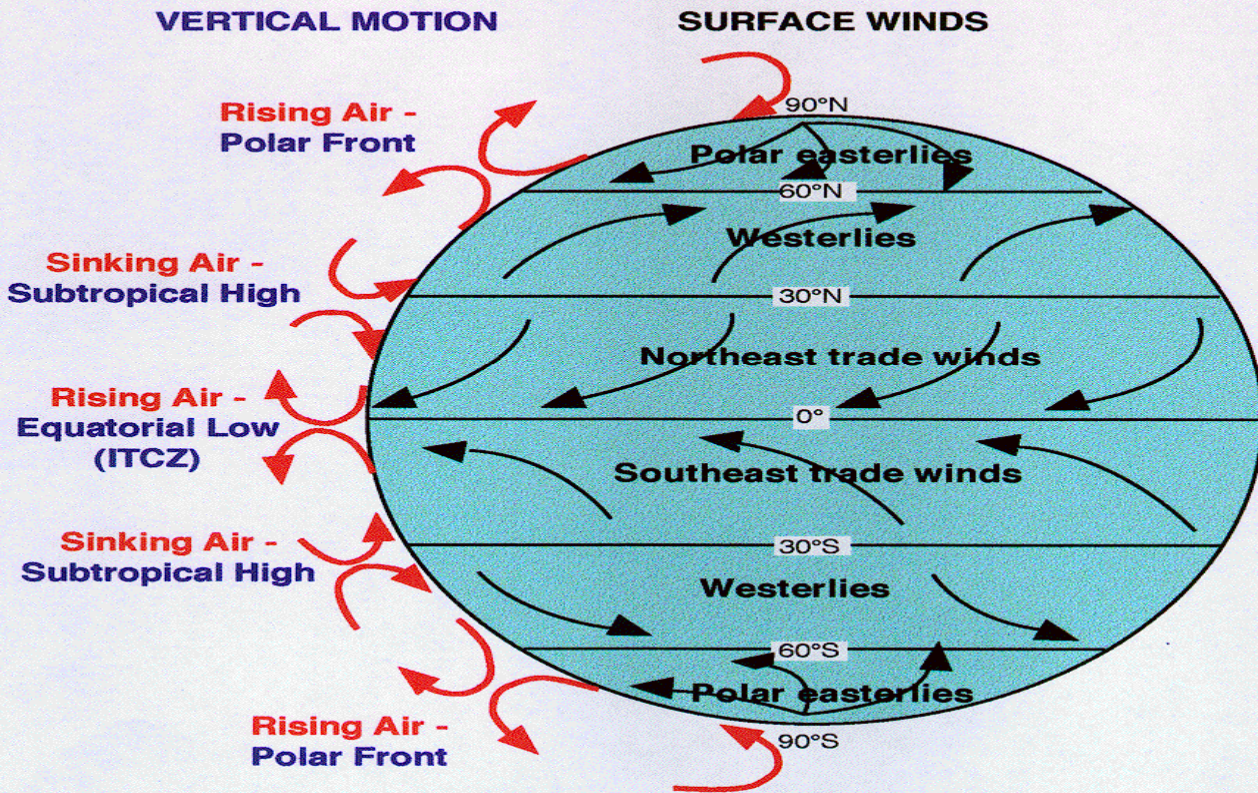 VERTICAL MOTION
SURFACE WINDS
90°N
Rising Air -
Polar Front
Polar easterlies
60°N
Westerlies
Sinking Air -
Subtropical High
30°N
Northeast trade winds
Rising Air -
Equatorial Low
(ITCZ)
0°
Southeast trade winds
Sinking Air -
Subtropical High
30°S
Westerlies
60°S
Polar easterlies
Rising Air -
Polar Front
90°S